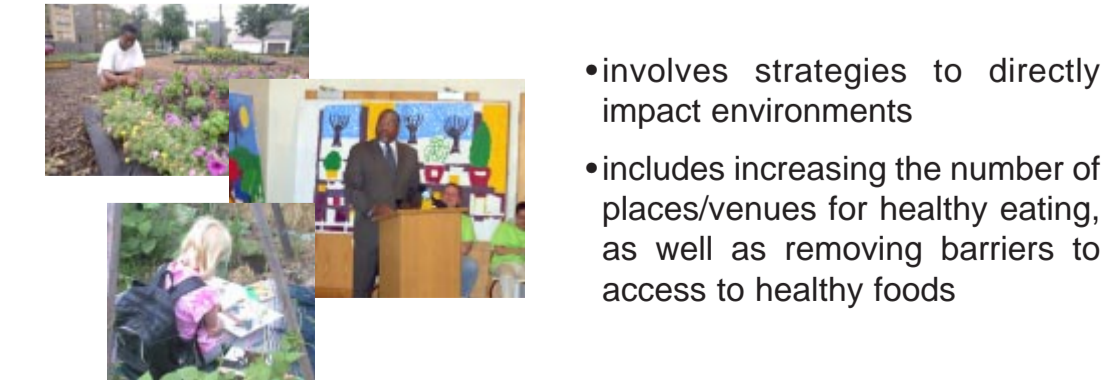 •involves strategies to directly
impact environments
•includes increasing the number of
places/venues for healthy eating,
as well as removing barriers to
access to healthy foods